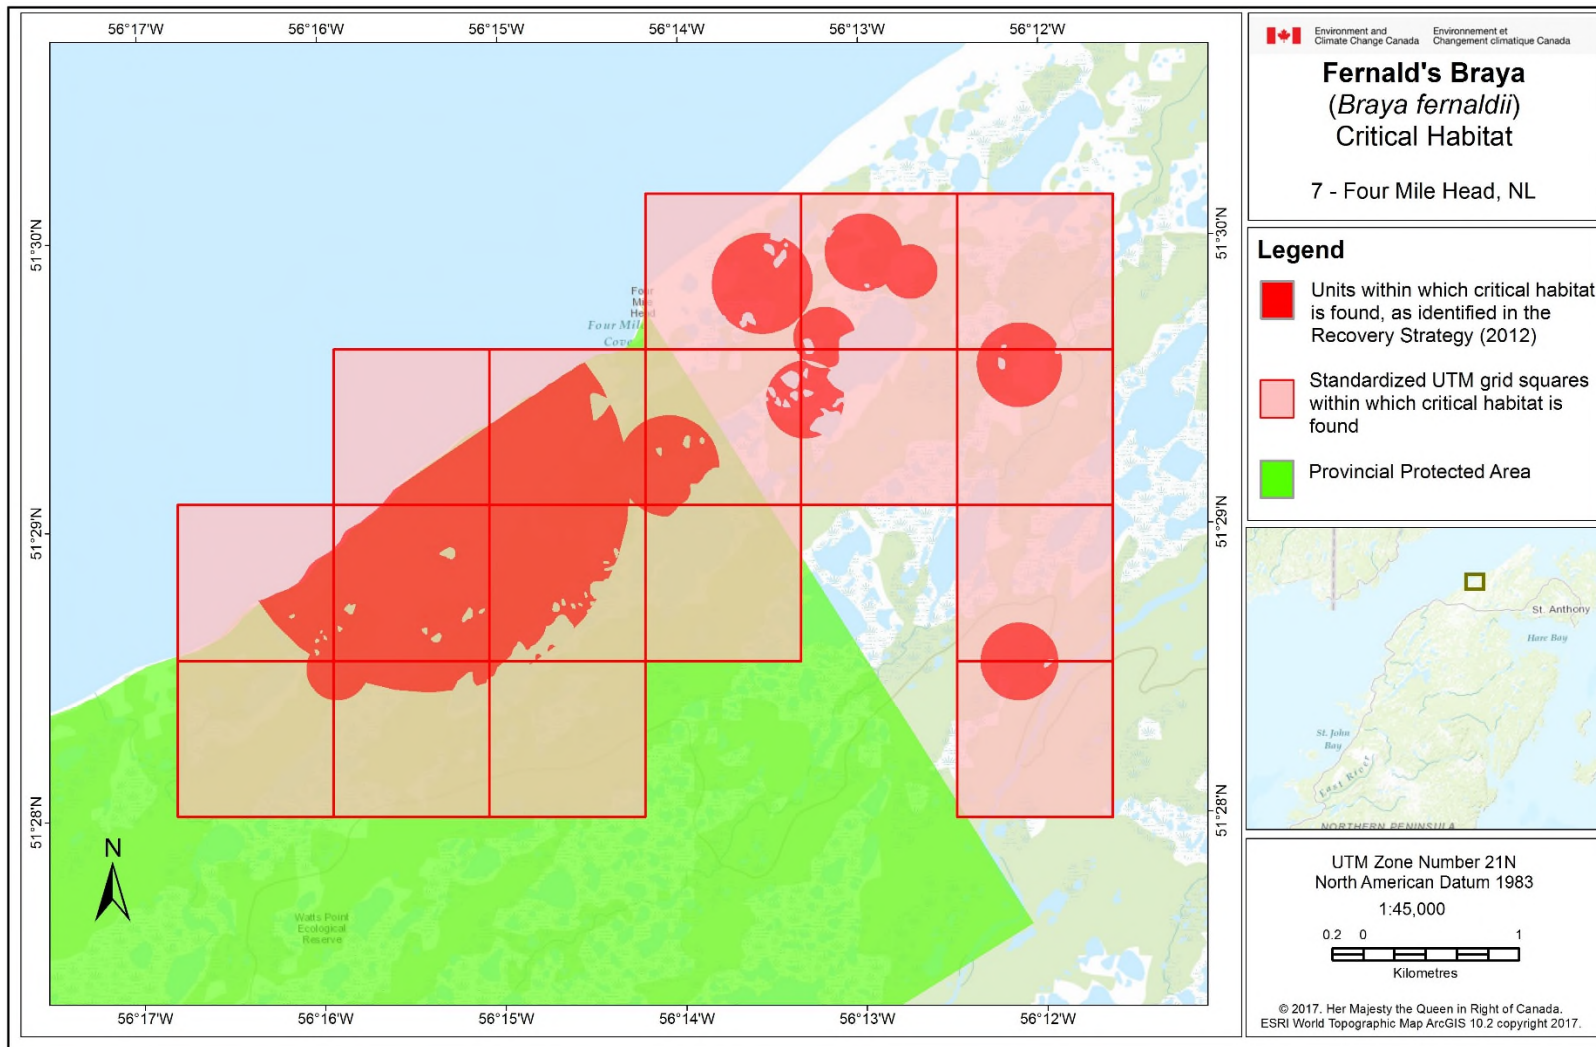 56°17'W 56°16'W 56°15'W 56°14'W 56°13'W 56°12'W
51°30'N 51°30'N
51°29'N 51°29'N
51°28'N 51°28'N
Four
Mile
Head
Four Mile
Cove
N
Watts Point
Ecological
Reserve
56°17'W 56°16'W 56°15'W 56°14'W 56°13'W 56°12'W
Environment and Environnement et
Climate Change Canada Changement climatique Canada
Fernald's Braya
(Braya fernaldii)
Critical Habitat
7 - Four Mile Head, NL
Legend
Units within which critical habitat
is found, as identified in the
Recovery Strategy (2012)
Standardized UTM grid squares
within which critical habitat is
found
Provincial Protected Area
St. Anthony
Hare Bay
St. John
Bay
East River
NORTHERN PENINSULA
UTM Zone Number 21N
North American Datum 1983
1:45,000
0.2 0 1
Kilometres
© 2017. Her Majesty the Queen in Right of Canada.
ESRI World Topographic Map ArcGIS 10.2 copyright 2017.